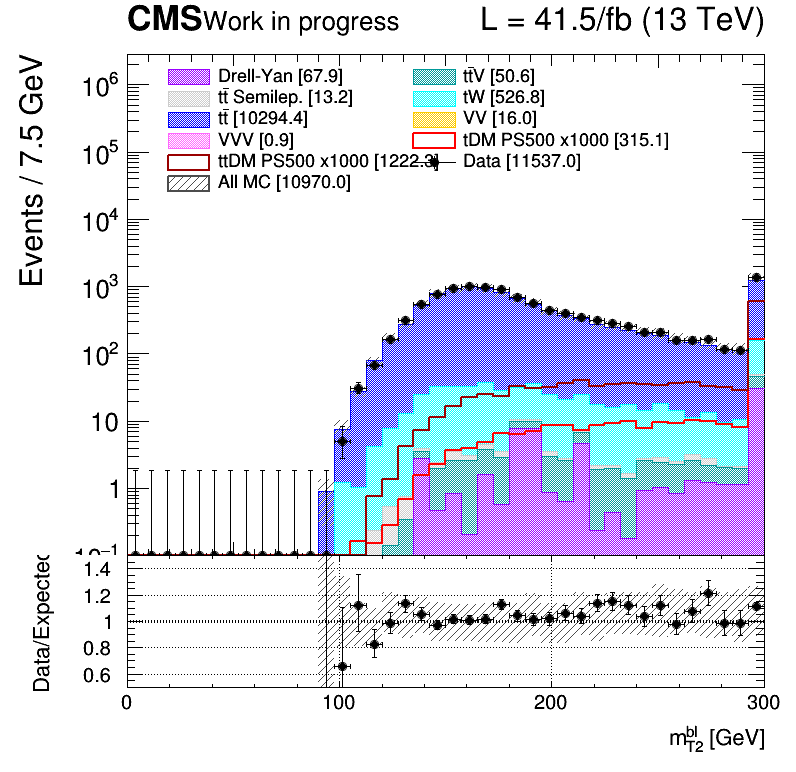 CMS Work in progress L = 41.5/fb (13 TeV)
Events / 7.5 GeV
Drell-Yan [67.9] tt̄V [50.6]
tt̄ Semilep. [13.2] tW [526.8]
tt̄ [10294.4] VV [16.0]
VVV [0.9] tDM PS500 x1000 [315.1]
ttDM PS500 x1000 [1222.3] Data [11537.0]
All MC [10970.0]
10⁶
10⁵
10⁴
10³
10²
10
1
10⁻¹
Data/Expected
1.4
1.2
1
0.8
0.6
0 100 200 300
m_T2^bl [GeV]